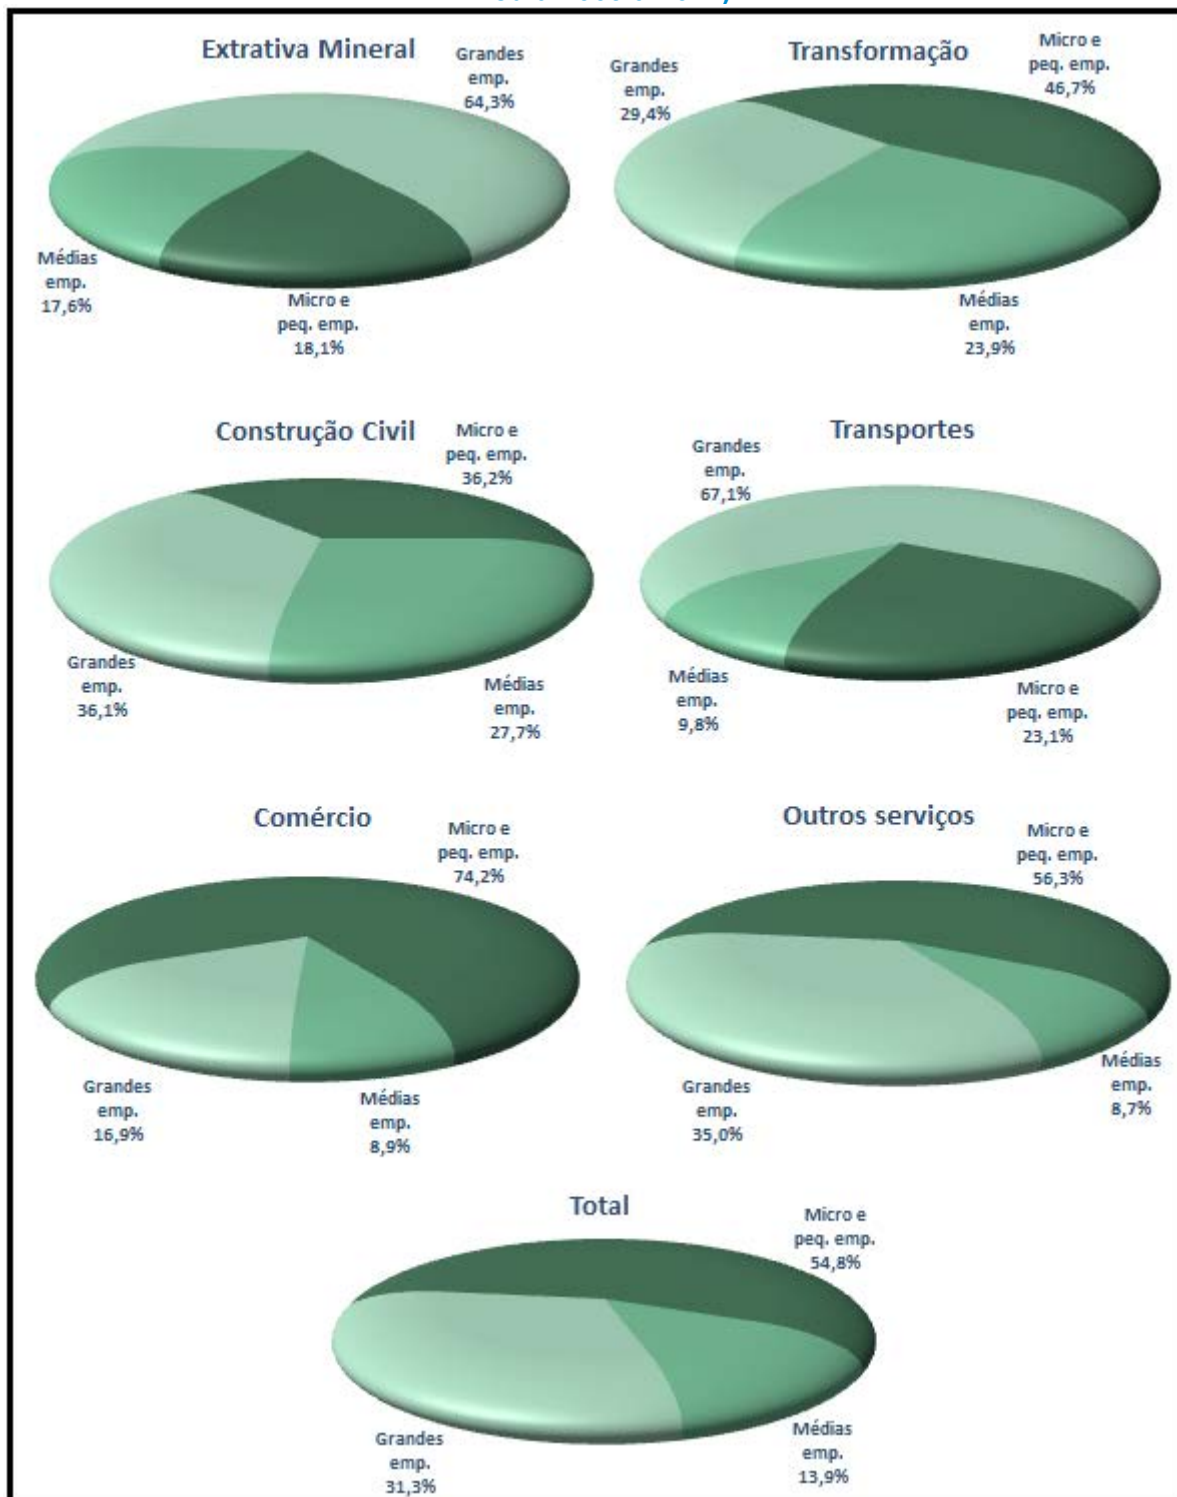 Extrativa Mineral
Grandes
emp.
64,3%
Médias
emp.
17,6%
Micro e
peq. emp.
18,1%
Transformação
Micro e
peq. emp.
46,7%
Grandes
emp.
29,4%
Médias
emp.
23,9%
Construção Civil
Micro e
peq. emp.
36,2%
Grandes
emp.
36,1%
Médias
emp.
27,7%
Transportes
Grandes
emp.
67,1%
Médias
emp.
9,8%
Micro e
peq. emp.
23,1%
Comércio
Micro e
peq. emp.
74,2%
Grandes
emp.
16,9%
Médias
emp.
8,9%
Outros serviços
Micro e
peq. emp.
56,3%
Grandes
emp.
35,0%
Médias
emp.
8,7%
Total
Micro e
peq. emp.
54,8%
Grandes
emp.
31,3%
Médias
emp.
13,9%